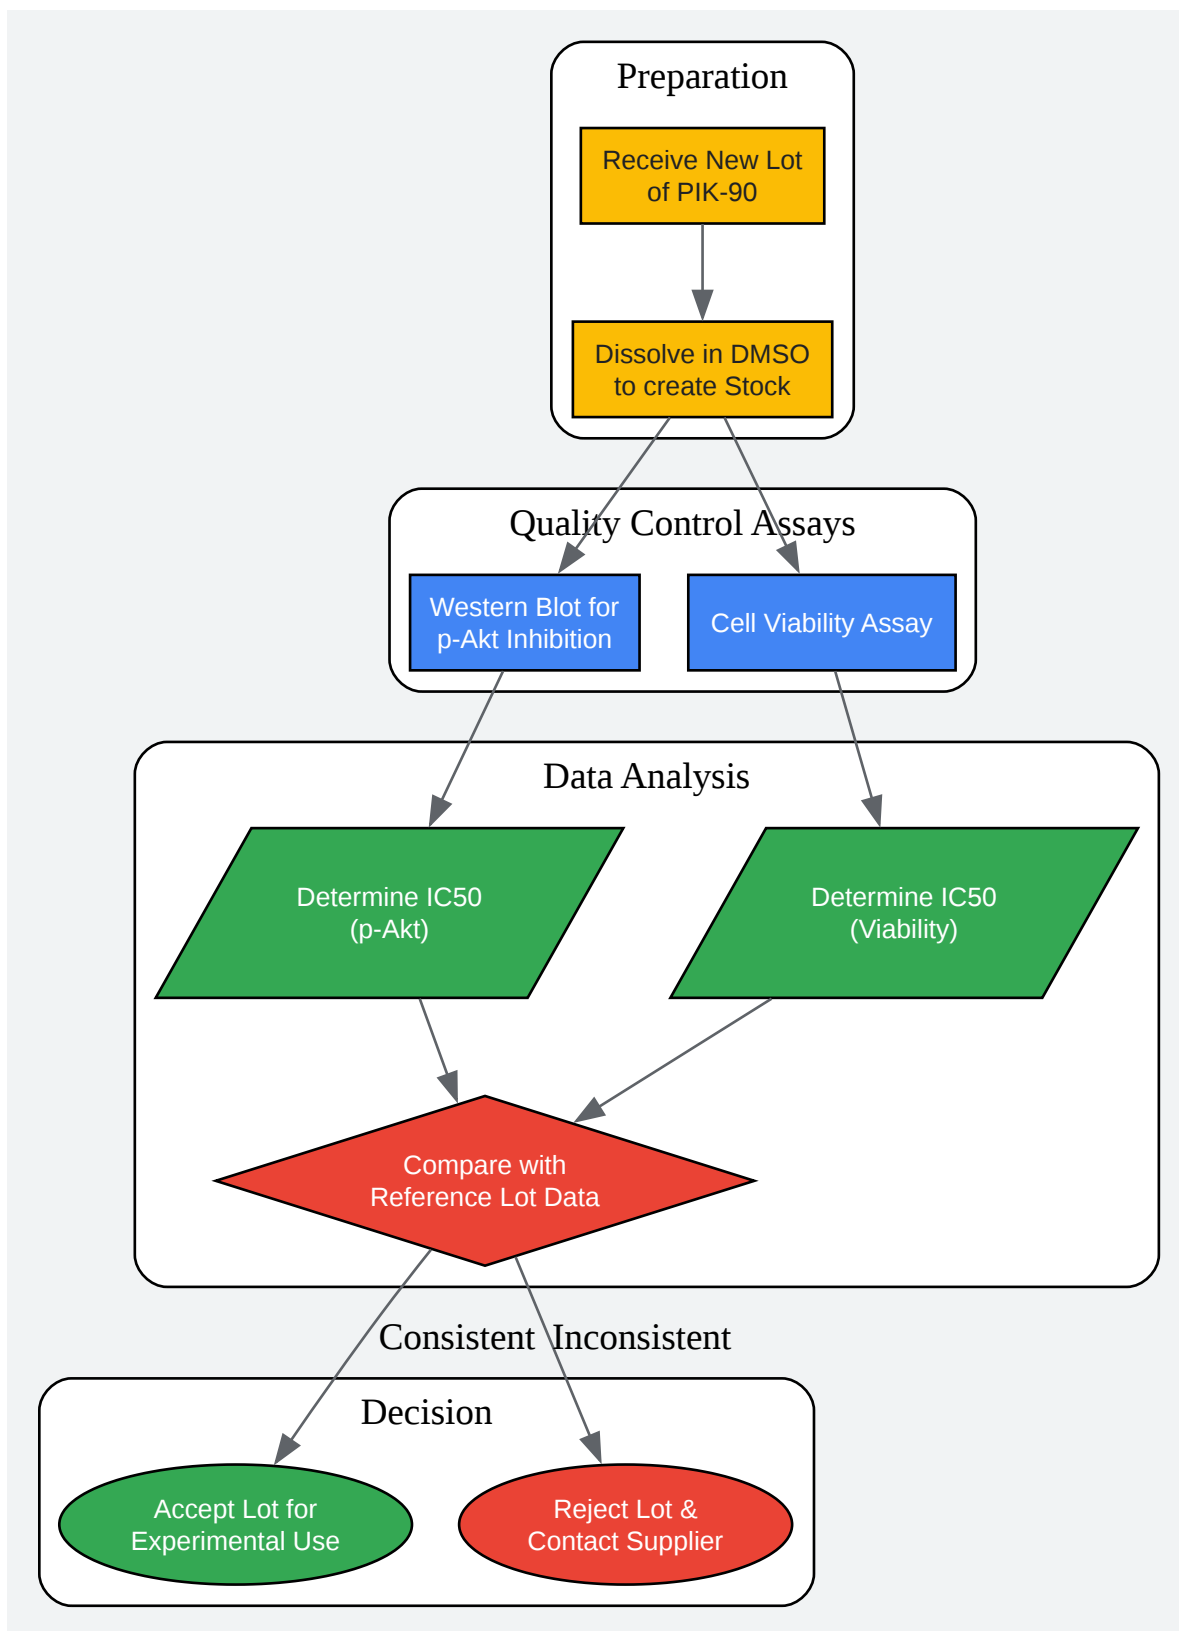 Preparation
Receive New Lot
of PIK-90
Dissolve in DMSO
to create Stock
Quality Control Assays
Western Blot for
p-Akt Inhibition
Cell Viability Assay
Data Analysis
Determine IC50
(p-Akt)
Determine IC50
(Viability)
Compare with
Reference Lot Data
Consistent
Inconsistent
Decision
Accept Lot for
Experimental Use
Reject Lot &
Contact Supplier